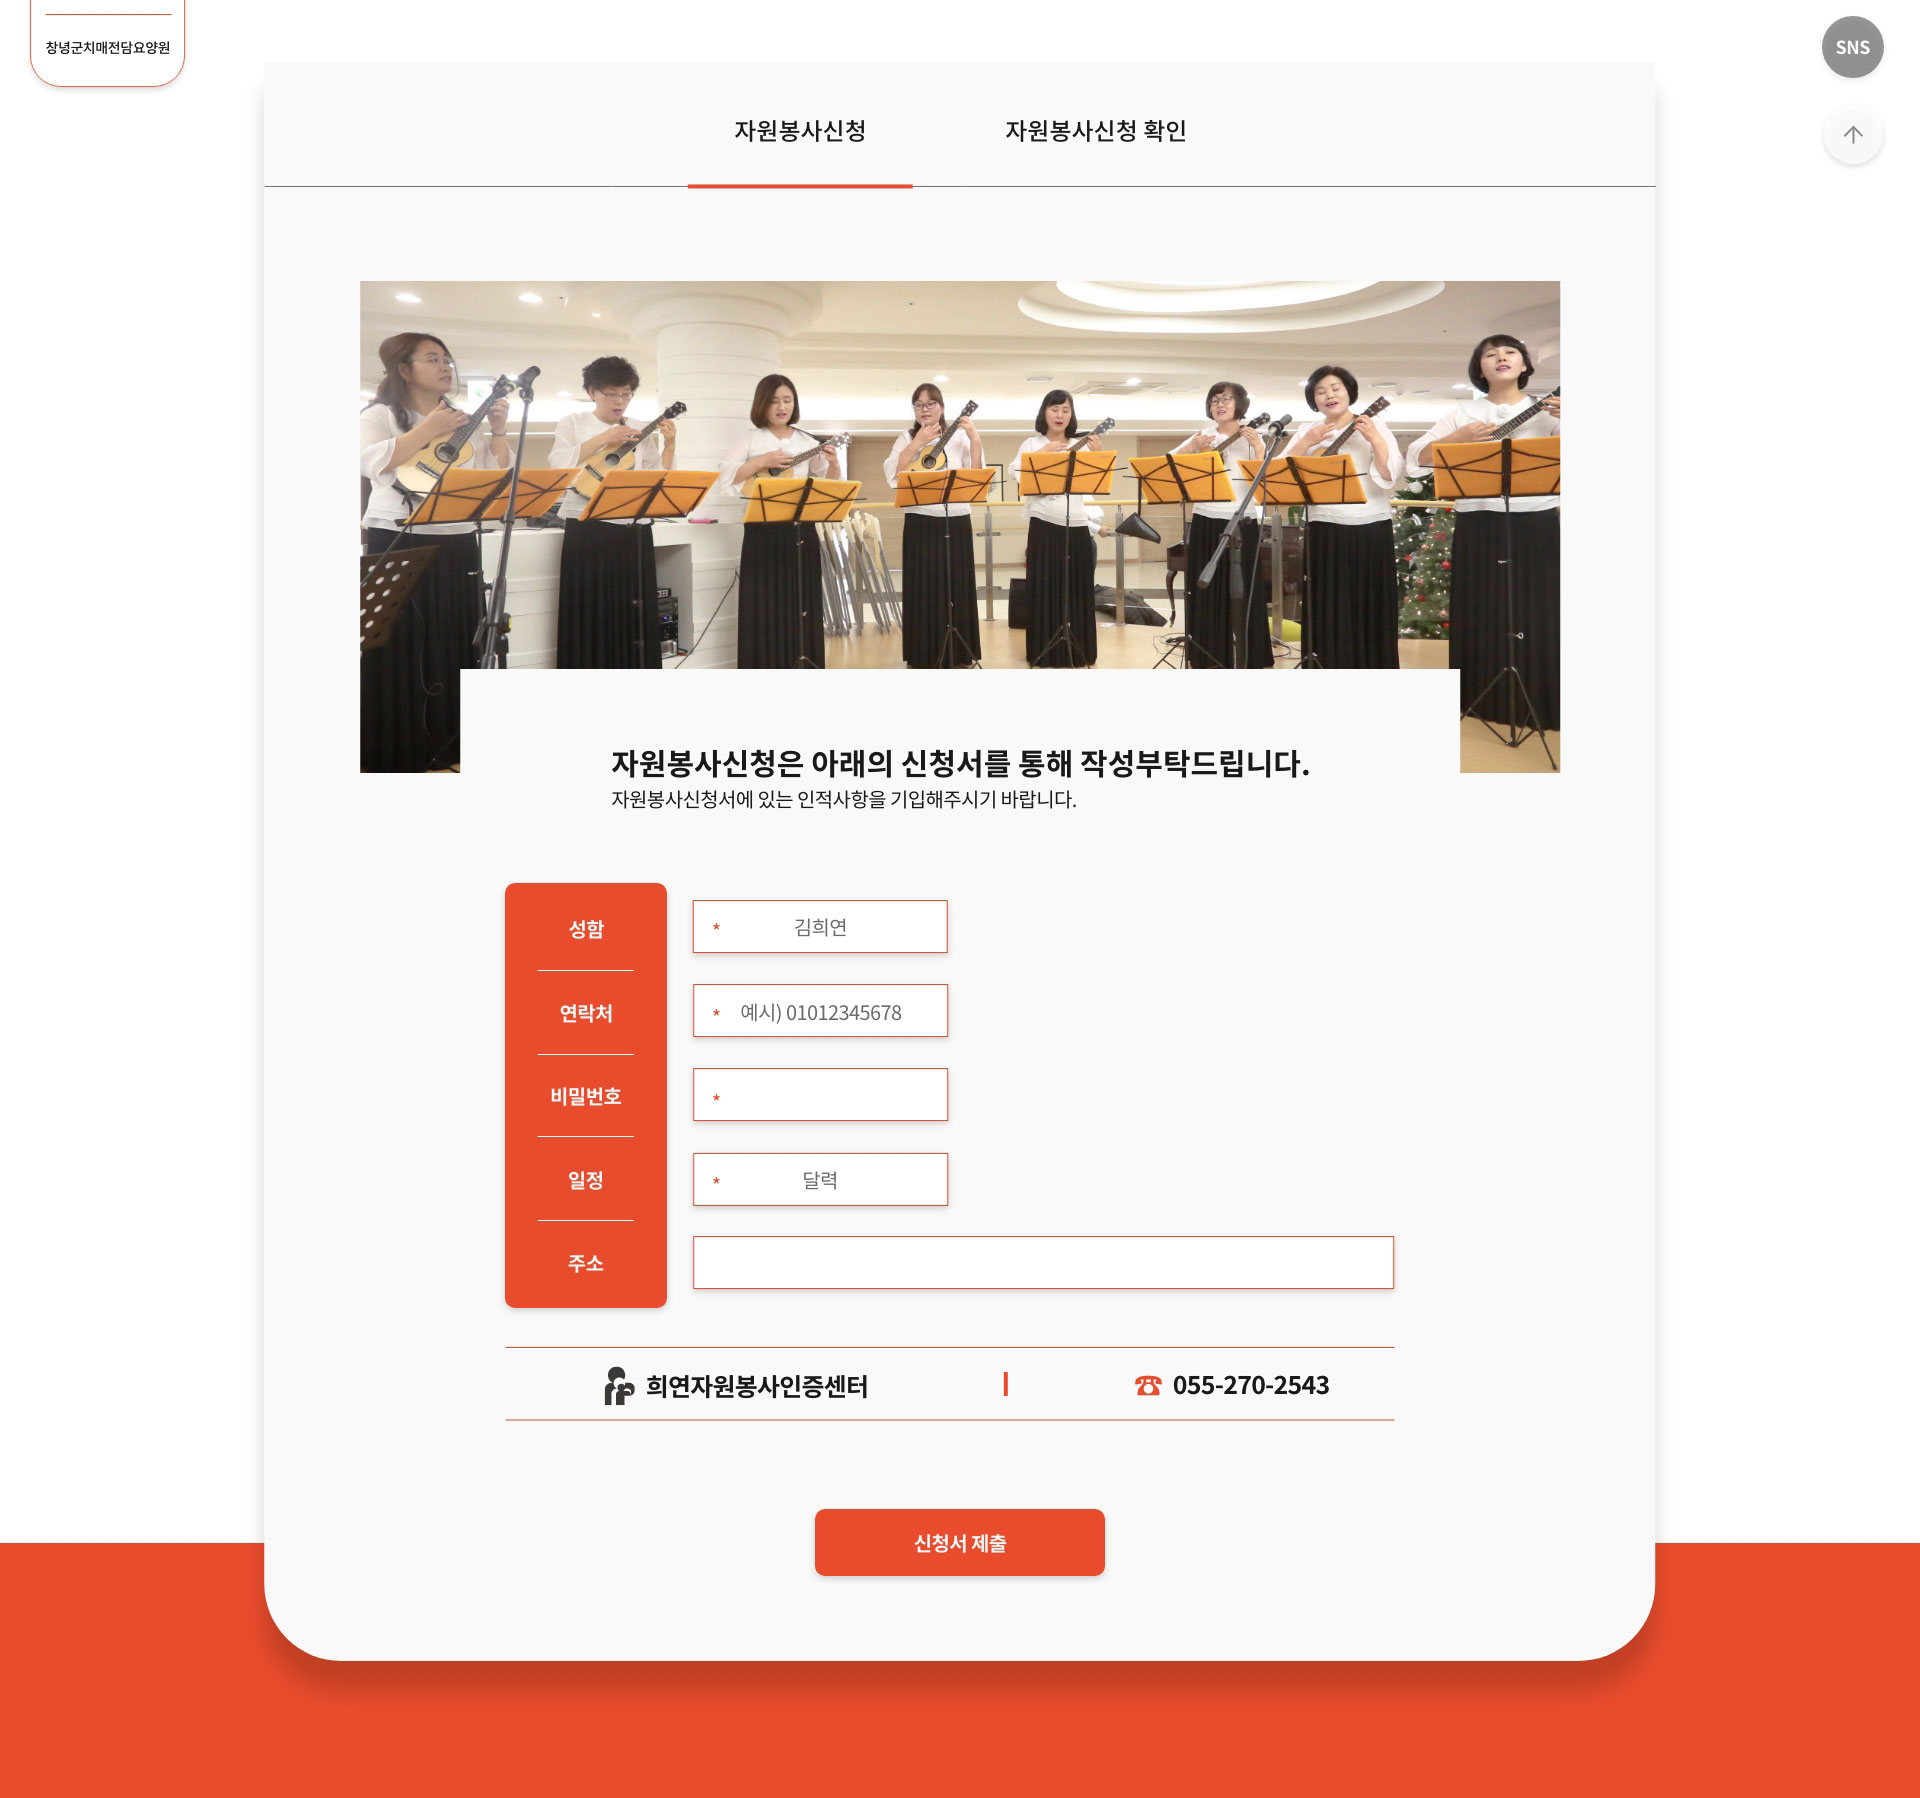 창녕군치매전담요양원
SNS
자원봉사신청
자원봉사신청 확인
자원봉사신청은 아래의 신청서를 통해 작성부탁드립니다.
자원봉사신청서에 있는 인적사항을 기입해주시기 바랍니다.
성함
* 김희연
연락처
* 예시) 01012345678
비밀번호
*
일정
* 달력
주소
희연자원봉사인증센터
055-270-2543
신청서 제출